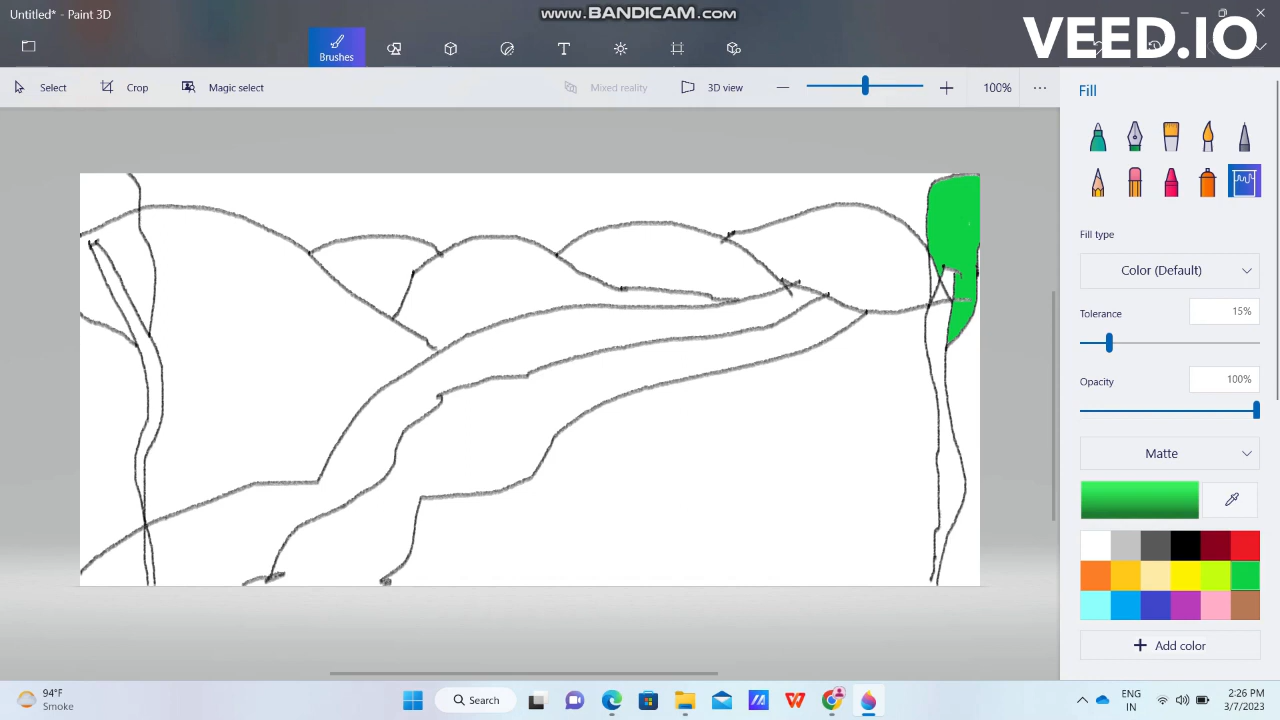 Untitled* - Paint 3D
www.BANDICAM.com
VEED.IO
Brushes
Select
Crop
Magic select
Mixed reality
3D view
100%
Fill
Fill type
Color (Default)
Tolerance
15%
Opacity
100%
Matte
Add color
94°F
Smoke
Search
ENG
IN
2:26 PM
3/7/2023